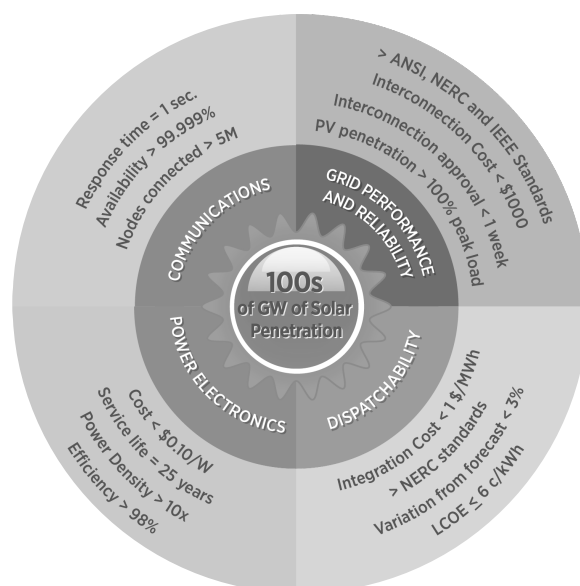 Response time = 1 sec.
Availability > 99.999%
Nodes connected > 5M
COMMUNICATIONS
> ANSI, NERC and IEEE Standards
Interconnection Cost < $1000
Interconnection approval < 1 week
PV penetration > 100% peak load
GRID PERFORMANCE
AND RELIABILITY
100s
of GW of Solar
Penetration
POWER ELECTRONICS
Cost < $0.10/W
Service life = 25 years
Power Density > 10x
Efficiency > 98%
DISPATCHABILITY
Integration Cost < 1 $/MWh
> NERC standards
Variation from forecast < 3%
LCOE ≤ 6 c/kWh